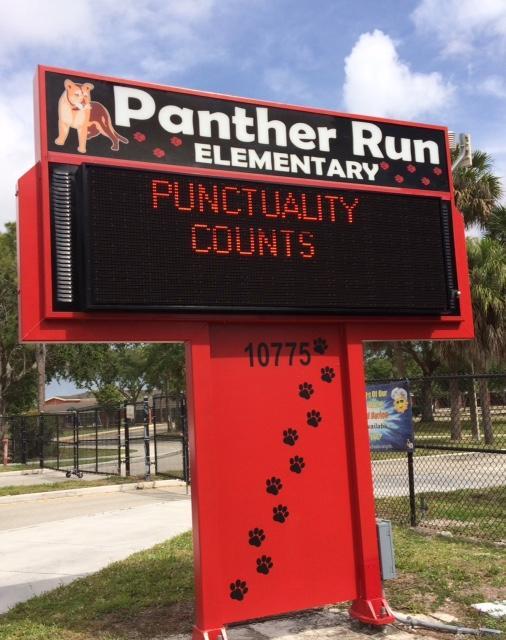 Panther Run
ELEMENTARY
PUNCTUALITY
COUNTS
10775